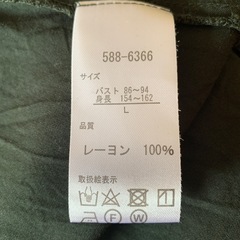 588-6366
サイズ
バスト 86～94
身長 154～162
L
品質
レーヨン 100%
取扱絵表示